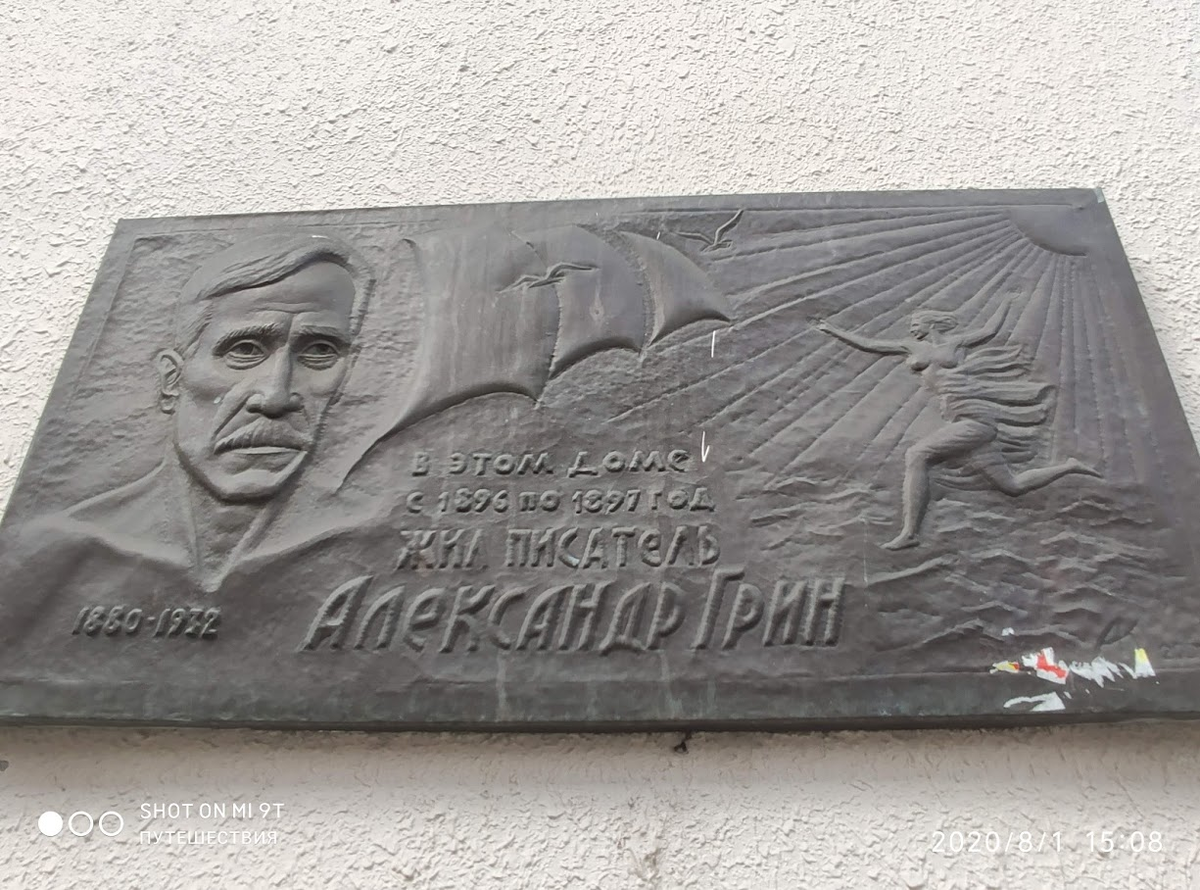 В ЭТОМ ДОМЕ
С 1896 ПО 1897 ГОД
ЖИЛ ПИСАТЕЛЬ
АЛЕКСАНДР ГРИН
1880-1932
SHOT ON MI 9T
ПУТЕШЕСТВИЯ
2020/8/1 15:08